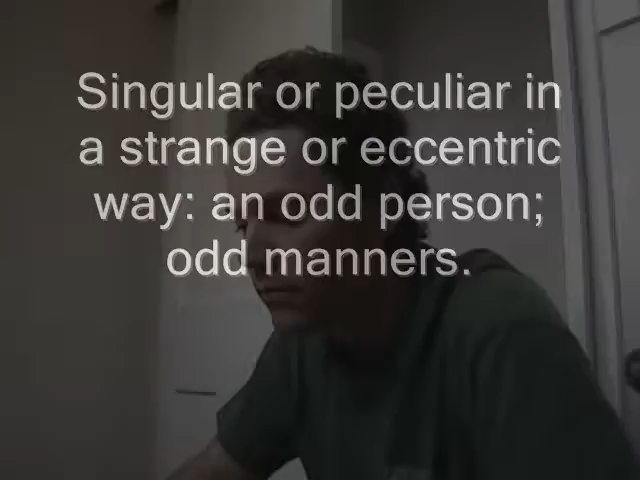 Singular or peculiar in
a strange or eccentric
way: an odd person;
odd manners.